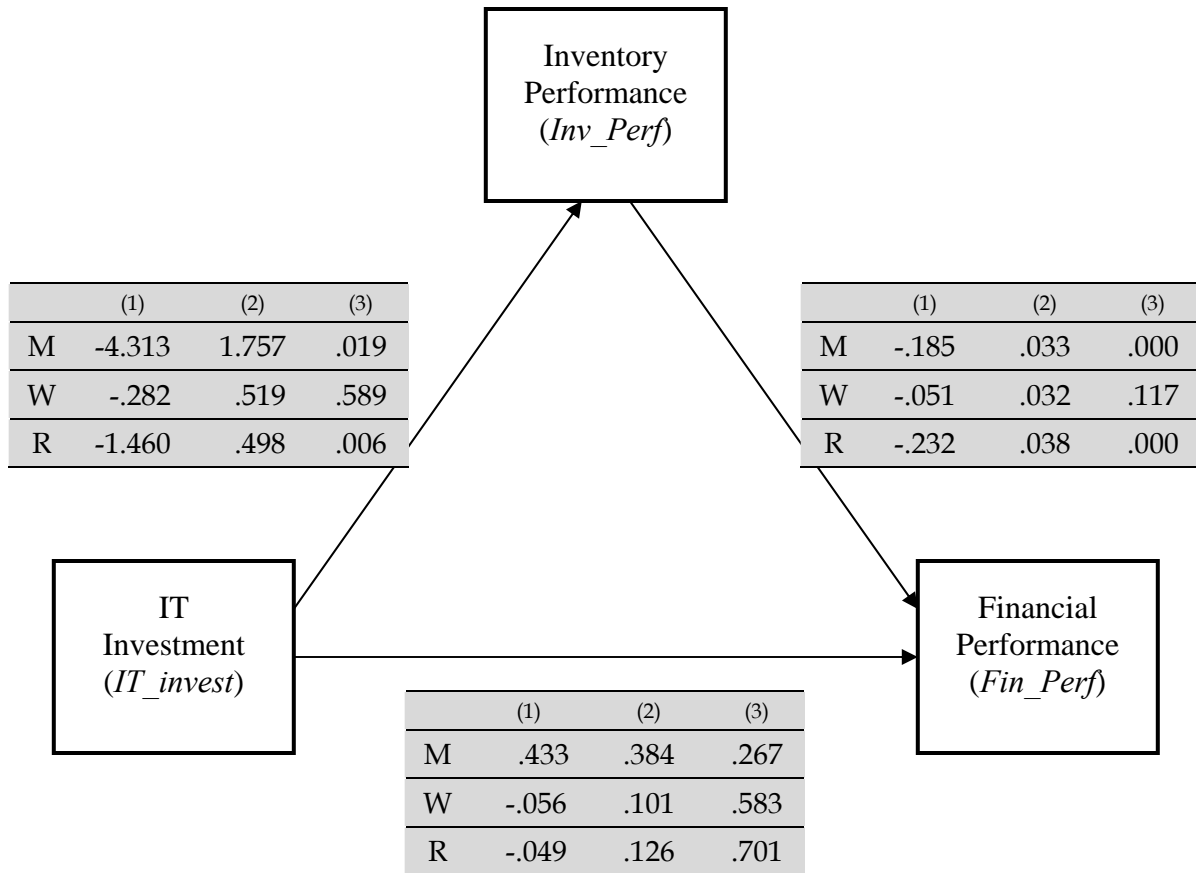 Inventory
Performance
(Inv_Perf)
(1) (2) (3)
M -4.313 1.757 .019
W -.282 .519 .589
R -1.460 .498 .006
(1) (2) (3)
M -.185 .033 .000
W -.051 .032 .117
R -.232 .038 .000
IT
Investment
(IT_invest)
Financial
Performance
(Fin_Perf)
(1) (2) (3)
M .433 .384 .267
W -.056 .101 .583
R -.049 .126 .701